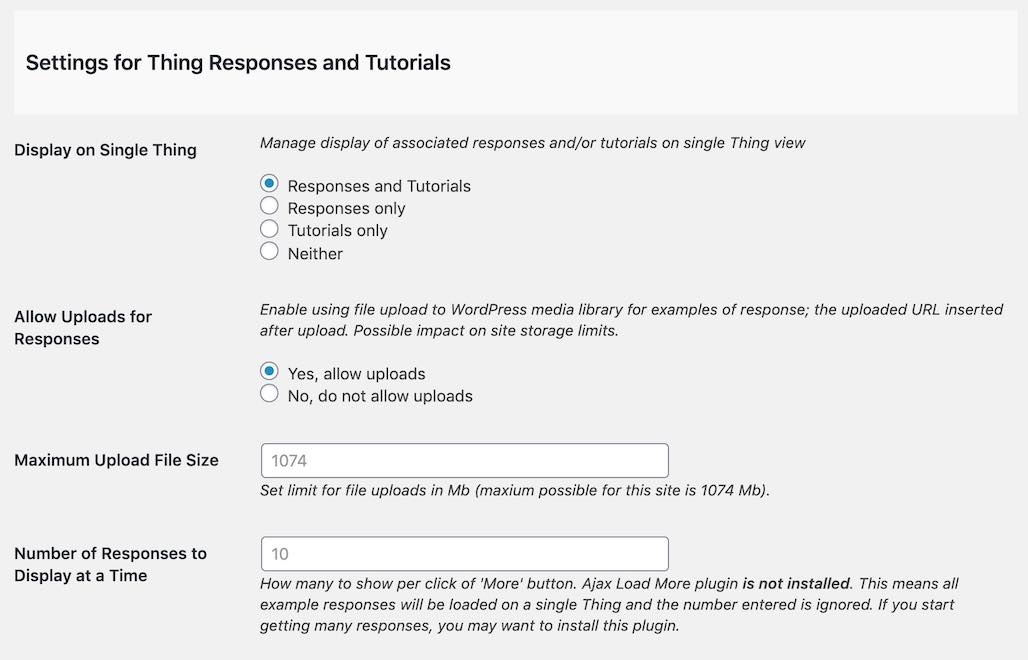 Settings for Thing Responses and Tutorials
Display on Single Thing
Manage display of associated responses and/or tutorials on single Thing view
Responses and Tutorials
Responses only
Tutorials only
Neither
Allow Uploads for
Responses
Enable using file upload to WordPress media library for examples of response; the uploaded URL inserted
after upload. Possible impact on site storage limits.
Yes, allow uploads
No, do not allow uploads
Maximum Upload File Size
1074
Set limit for file uploads in Mb (maxium possible for this site is 1074 Mb).
Number of Responses to
Display at a Time
10
How many to show per click of 'More' button. Ajax Load More plugin is not installed. This means all
example responses will be loaded on a single Thing and the number entered is ignored. If you start
getting many responses, you may want to install this plugin.